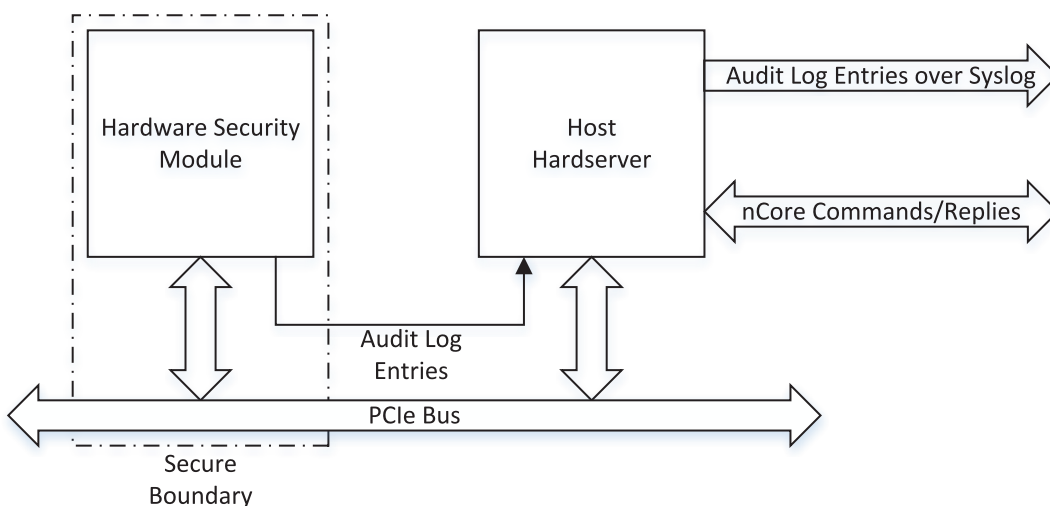 Hardware Security
Module
Host
Hardserver
Audit Log Entries over Syslog
nCore Commands/Replies
Audit Log
Entries
PCIe Bus
Secure
Boundary